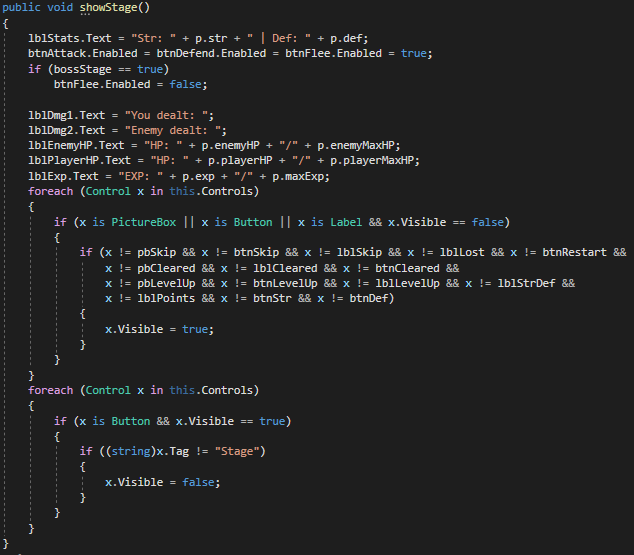 public void showStage()
{
    lblStats.Text = "Str: " + p.str + " | Def: " + p.def;
    btnAttack.Enabled = btnDefend.Enabled = btnFlee.Enabled = true;
    if (bossStage == true)
        btnFlee.Enabled = false;

    lblDmg1.Text = "You dealt: ";
    lblDmg2.Text = "Enemy dealt: ";
    lblEnemyHP.Text = "HP: " + p.enemyHP + "/" + p.enemyMaxHP;
    lblPlayerHP.Text = "HP: " + p.playerHP + "/" + p.playerMaxHP;
    lblExp.Text = "EXP: " + p.exp + "/" + p.maxExp;
    foreach (Control x in this.Controls)
    {
        if (x is PictureBox || x is Button || x is Label && x.Visible == false)
        {
            if (x != pbSkip && x != btnSkip && x != lblSkip && x != lblLost && x != btnRestart &&
                x != pbCleared && x != lblCleared && x != btnCleared &&
                x != pbLevelUp && x != btnLevelUp && x != lblLevelUp && x != lblStrDef &&
                x != lblPoints && x != btnStr && x != btnDef)
            {
                x.Visible = true;
            }
        }
    }
    foreach (Control x in this.Controls)
    {
        if (x is Button && x.Visible == true)
        {
            if ((string)x.Tag != "Stage")
            {
                x.Visible = false;
            }
        }
    }
}